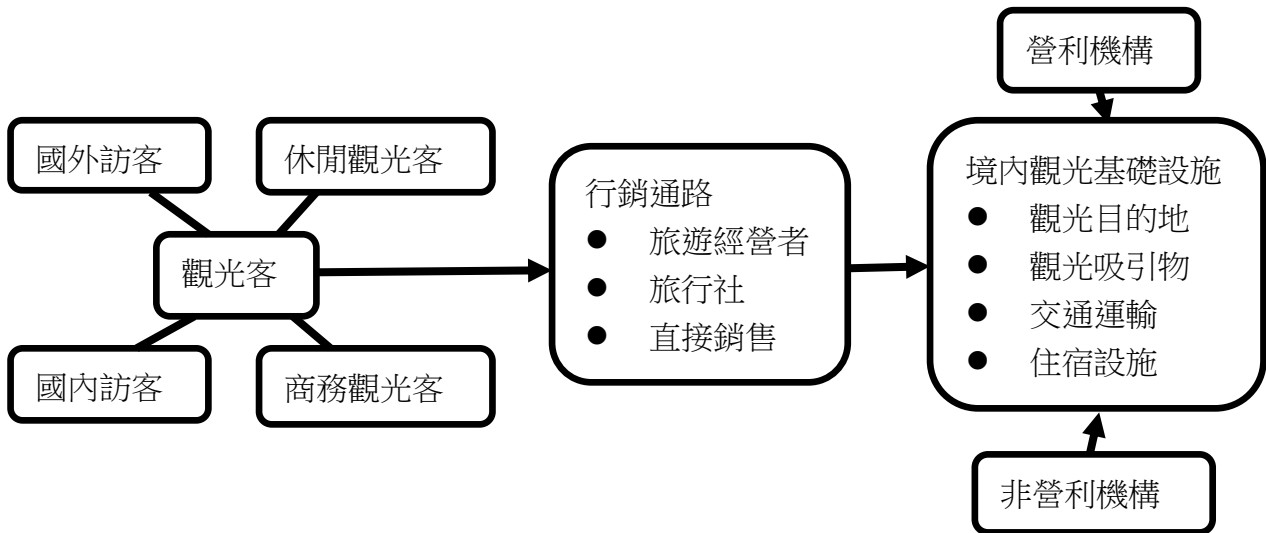 營利機構
國外訪客
休閒觀光客
觀光客
國內訪客
商務觀光客
行銷通路
● 旅遊經營者
● 旅行社
● 直接銷售
境內觀光基礎設施
● 觀光目的地
● 觀光吸引物
● 交通運輸
● 住宿設施
非營利機構